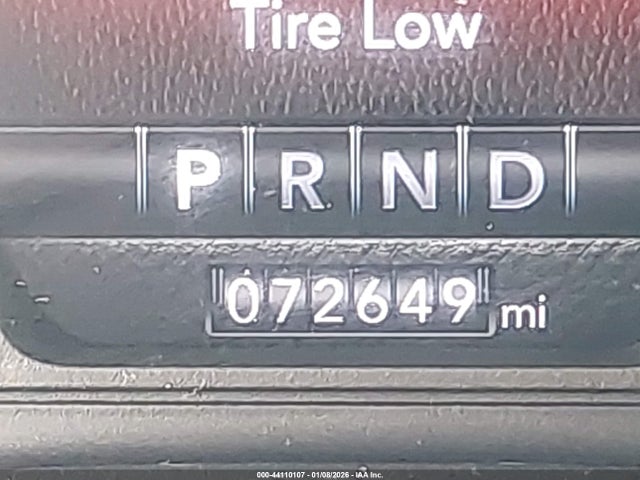 Tire Low
P R N D
072649 mi
000-44110107 - 01/08/2026 - IAA Inc.